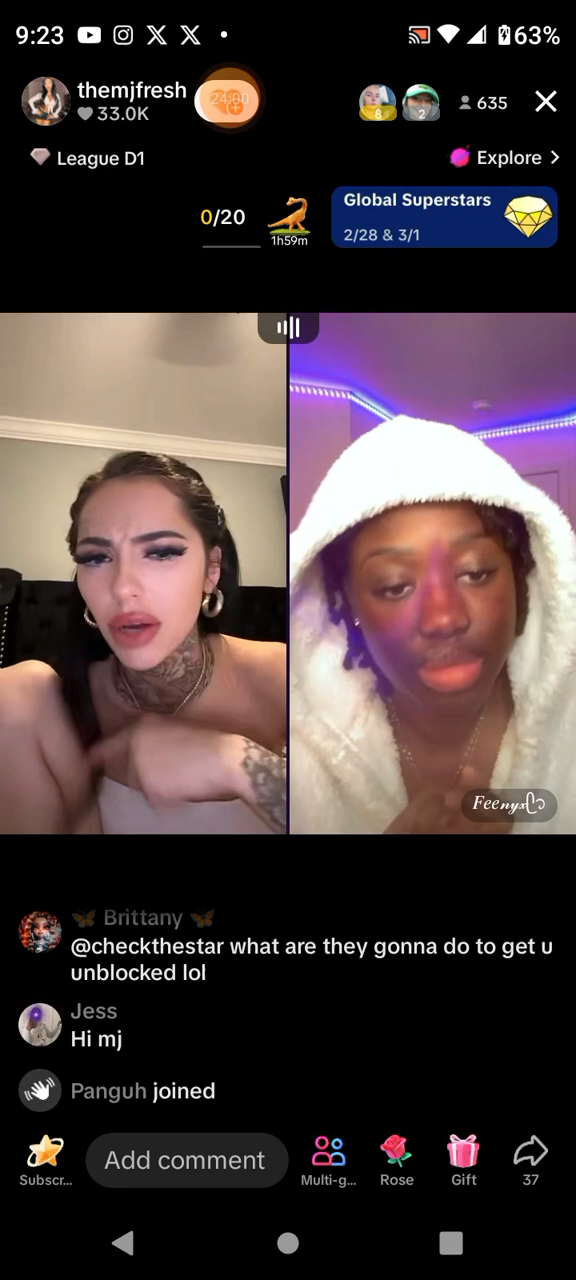 9:23
63%
themjfresh
33.0K
24:00
8
2
635
League D1
Explore
0/20
1h59m
Global Superstars
2/28 & 3/1
Feenyx
Brittany
@checkthestar what are they gonna do to get u
unblocked lol
Jess
Hi mj
Panguh joined
Subscr...
Add comment
Multi-g...
Rose
Gift
37